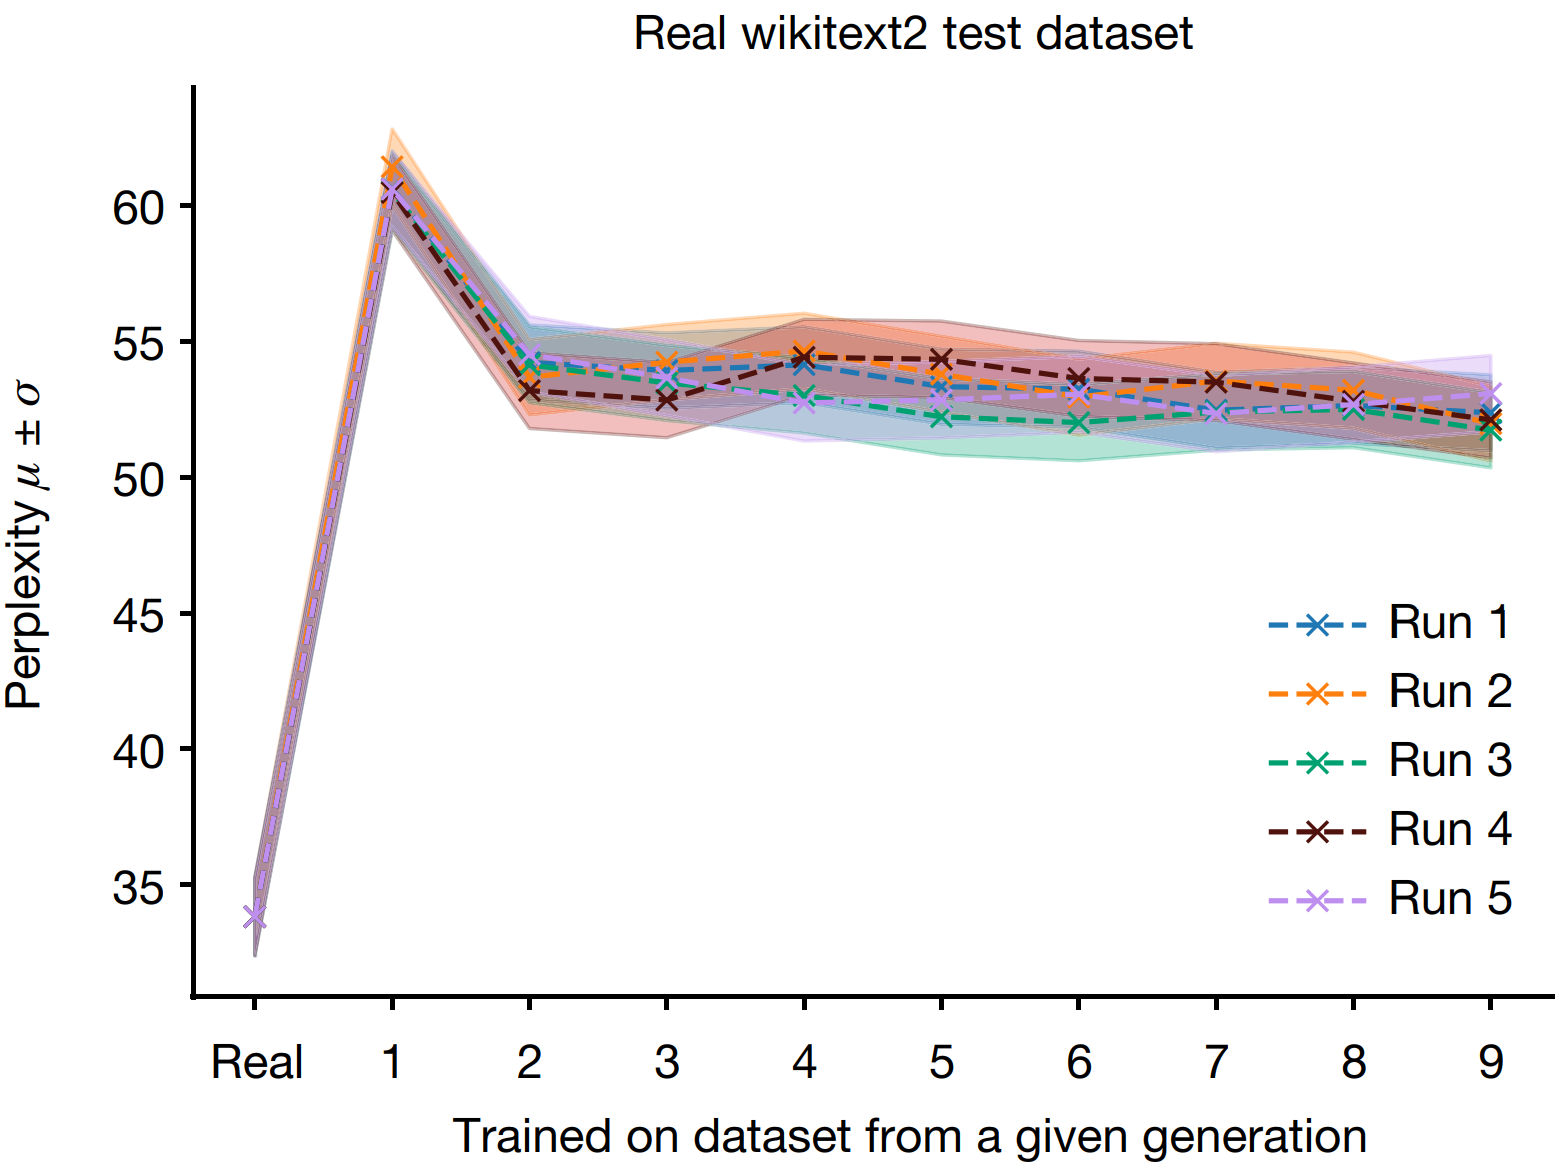 Real wikitext2 test dataset
Perplexity μ ± σ
60
55
50
45
40
35
Run 1
Run 2
Run 3
Run 4
Run 5
Real 1 2 3 4 5 6 7 8 9
Trained on dataset from a given generation